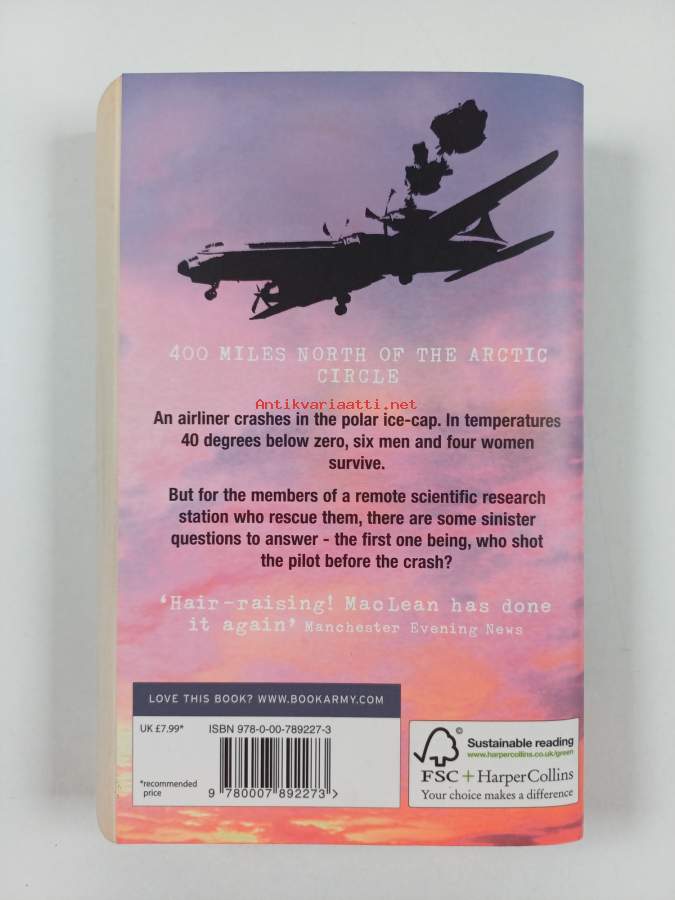 400 MILES NORTH OF THE ARCTIC
CIRCLE
Antikvariaatti.net
An airliner crashes in the polar ice-cap. In temperatures
40 degrees below zero, six men and four women
survive.
But for the members of a remote scientific research
station who rescue them, there are some sinister
questions to answer - the first one being, who shot
the pilot before the crash?
‘Hair-raising! MacLean has done
it again’ Manchester Evening News
LOVE THIS BOOK? WWW.BOOKARMY.COM
UK £7.99*
ISBN 978-0-00-789227-3
*recommended
price
9 780007 892273 >
©
Sustainable reading
www.harpercollins.co.uk/green
FSC + HarperCollins
Your choice makes a difference